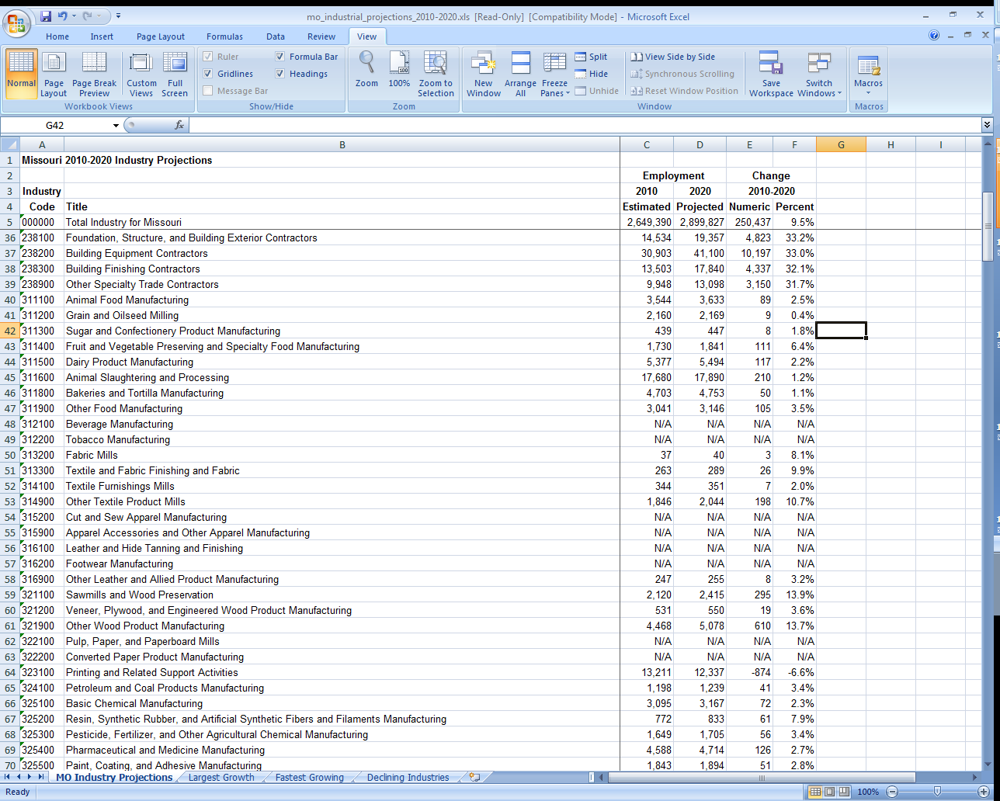 mo_industrial_projections_2010-2020.xls [Read-Only] [Compatibility Mode] - Microsoft Excel
Home Insert Page Layout Formulas Data Review View
Normal Page Layout Page Break Preview Custom Views Full Screen
Workbook Views
Ruler Formula Bar
Gridlines Headings
Message Bar
Show/Hide
Zoom 100% Zoom to Selection
Zoom
New Window Arrange All Freeze Panes
Split View Side by Side
Hide Synchronous Scrolling
Unhide Reset Window Position
Save Workspace Switch Windows
Window
Macros
Macros
G42 fx
A B C D E F G H I
1 Missouri 2010-2020 Industry Projections
2 Employment Change
3 Industry 2010 2020 2010-2020
4 Code Title Estimated Projected Numeric Percent
5 000000 Total Industry for Missouri 2,649,390 2,899,827 250,437 9.5%
36 238100 Foundation, Structure, and Building Exterior Contractors 14,534 19,357 4,823 33.2%
37 238200 Building Equipment Contractors 30,903 41,100 10,197 33.0%
38 238300 Building Finishing Contractors 13,503 17,840 4,337 32.1%
39 238900 Other Specialty Trade Contractors 9,948 13,098 3,150 31.7%
40 311100 Animal Food Manufacturing 3,544 3,633 89 2.5%
41 311200 Grain and Oilseed Milling 2,160 2,169 9 0.4%
42 311300 Sugar and Confectionery Product Manufacturing 439 447 8 1.8%
43 311400 Fruit and Vegetable Preserving and Specialty Food Manufacturing 1,730 1,841 111 6.4%
44 311500 Dairy Product Manufacturing 5,377 5,494 117 2.2%
45 311600 Animal Slaughtering and Processing 17,680 17,890 210 1.2%
46 311800 Bakeries and Tortilla Manufacturing 4,703 4,753 50 1.1%
47 311900 Other Food Manufacturing 3,041 3,146 105 3.5%
48 312100 Beverage Manufacturing N/A N/A N/A N/A
49 312200 Tobacco Manufacturing N/A N/A N/A N/A
50 313200 Fabric Mills 37 40 3 8.1%
51 313300 Textile and Fabric Finishing and Fabric 263 289 26 9.9%
52 314100 Textile Furnishings Mills 344 351 7 2.0%
53 314900 Other Textile Product Mills 1,846 2,044 198 10.7%
54 315200 Cut and Sew Apparel Manufacturing N/A N/A N/A N/A
55 315900 Apparel Accessories and Other Apparel Manufacturing N/A N/A N/A N/A
56 316100 Leather and Hide Tanning and Finishing N/A N/A N/A N/A
57 316200 Footwear Manufacturing N/A N/A N/A N/A
58 316900 Other Leather and Allied Product Manufacturing 247 255 8 3.2%
59 321100 Sawmills and Wood Preservation 2,120 2,415 295 13.9%
60 321200 Veneer, Plywood, and Engineered Wood Product Manufacturing 531 550 19 3.6%
61 321900 Other Wood Product Manufacturing 4,468 5,078 610 13.7%
62 322100 Pulp, Paper, and Paperboard Mills N/A N/A N/A N/A
63 322200 Converted Paper Product Manufacturing N/A N/A N/A N/A
64 323100 Printing and Related Support Activities 13,211 12,337 -874 -6.6%
65 324100 Petroleum and Coal Products Manufacturing 1,198 1,239 41 3.4%
66 325100 Basic Chemical Manufacturing 3,095 3,167 72 2.3%
67 325200 Resin, Synthetic Rubber, and Artificial Synthetic Fibers and Filaments Manufacturing 772 833 61 7.9%
68 325300 Pesticide, Fertilizer, and Other Agricultural Chemical Manufacturing 1,649 1,705 56 3.4%
69 325400 Pharmaceutical and Medicine Manufacturing 4,588 4,714 126 2.7%
70 325500 Paint, Coating, and Adhesive Manufacturing 1,843 1,894 51 2.8%
MO Industry Projections Largest Growth Fastest Growing Declining Industries
Ready 100%